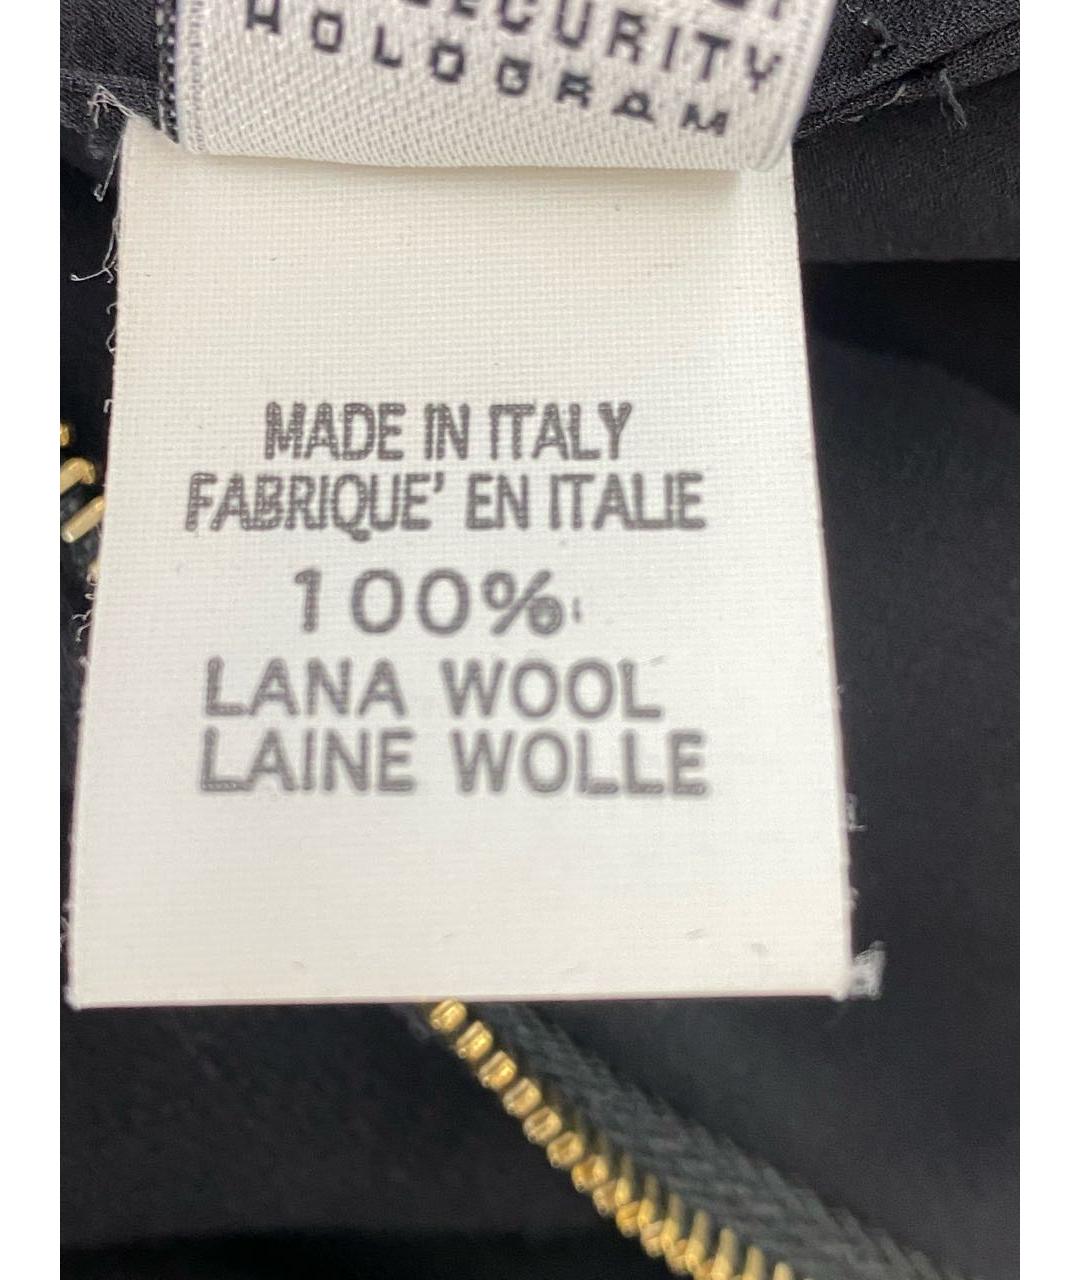 SECURITY
HOLOGRAM
MADE IN ITALY
FABRIQUE' EN ITALIE
100%
LANA WOOL
LAINE WOLLE